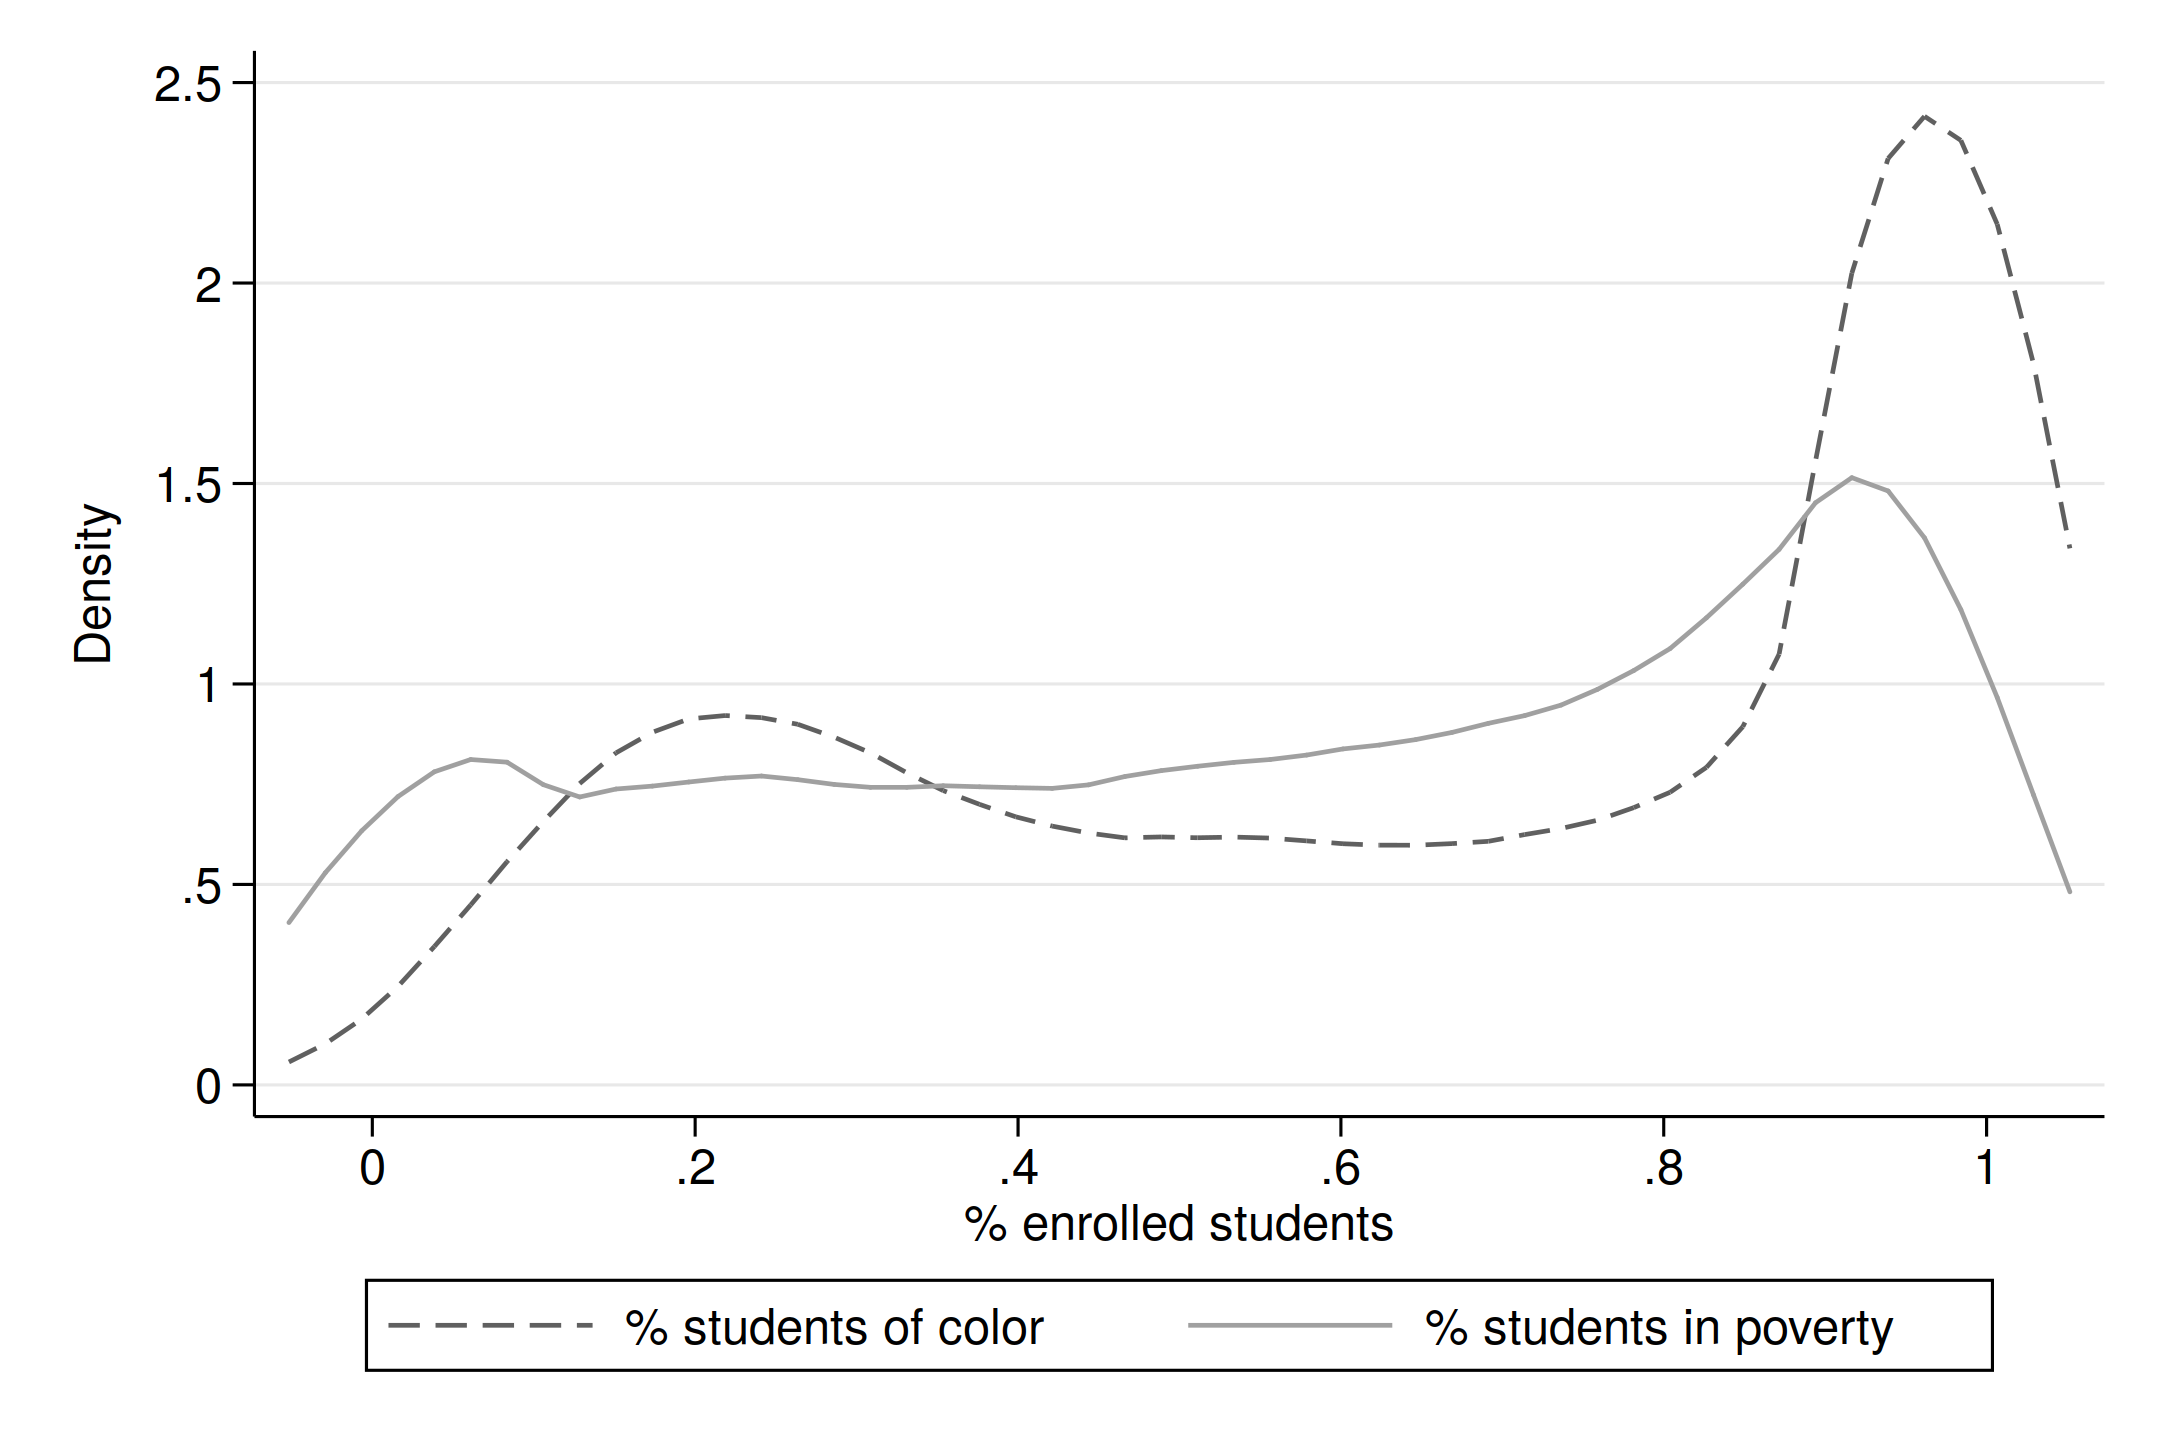 2.5
2
1.5
1
.5
0
Density
0 .2 .4 .6 .8 1
% enrolled students
% students of color % students in poverty